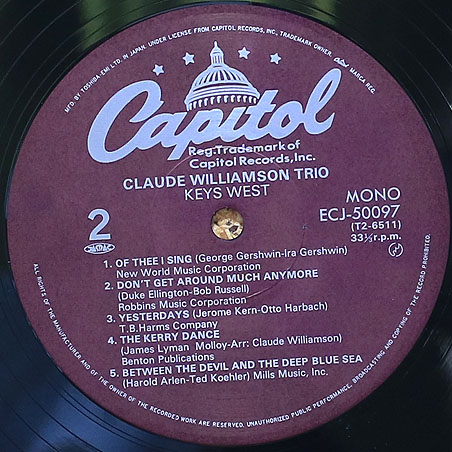 MFD. BY TOSHIBA-EMI LTD. IN JAPAN. UNDER LICENSE FROM CAPITOL RECORDS, INC., TRADEMARK OWNER. Capitol MARCA REG.
Capitol
Reg. Trademark of
Capitol Records, Inc.
CLAUDE WILLIAMSON TRIO
KEYS WEST
2
MONO
ECJ-50097
(T2-6511)
33⅓ r.p.m.
1. OF THEE I SING (George Gershwin-Ira Gershwin)
New World Music Corporation
2. DON'T GET AROUND MUCH ANYMORE
(Duke Ellington-Bob Russell)
Robbins Music Corporation
3. YESTERDAYS (Jerome Kern-Otto Harbach)
T.B.Harms Company
4. THE KERRY DANCE
(James Lyman Molloy-Arr: Claude Williamson)
Benton Publications
5. BETWEEN THE DEVIL AND THE DEEP BLUE SEA
(Harold Arlen-Ted Koehler) Mills Music, Inc.
ALL RIGHTS OF THE MANUFACTURER AND OF THE OWNER OF THE RECORDED WORK ARE RESERVED. UNAUTHORIZED PUBLIC PERFORMANCE, BROADCASTING AND COPYING OF THE RECORD PROHIBITED.